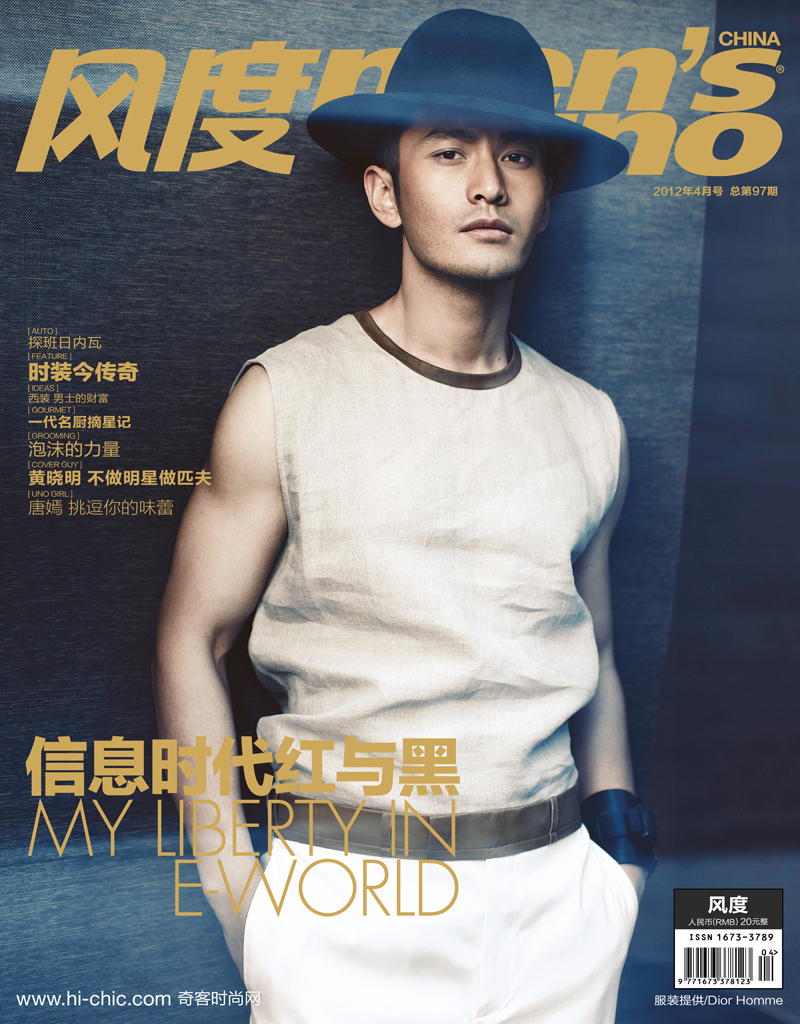 CHINA
风度men's
uno®
2012年4月号 总第97期
[ AUTO ]
探班日内瓦
[ FEATURE ]
时装今传奇
[ IDEAS ]
西装 男士的财富
[ GOURMET ]
一代名厨摘星记
[ GROOMING ]
泡沫的力量
[ COVER GUY ]
黄晓明 不做明星做匹夫
[ UNO GIRL ]
唐嫣 挑逗你的味蕾
信息时代红与黑
MY LIBERTY IN
E-WORLD
风度
人民币(RMB) 20元整
ISSN 1673-3789
04>
9 771673 378123
www.hi-chic.com 奇客时尚网
服装提供/Dior Homme